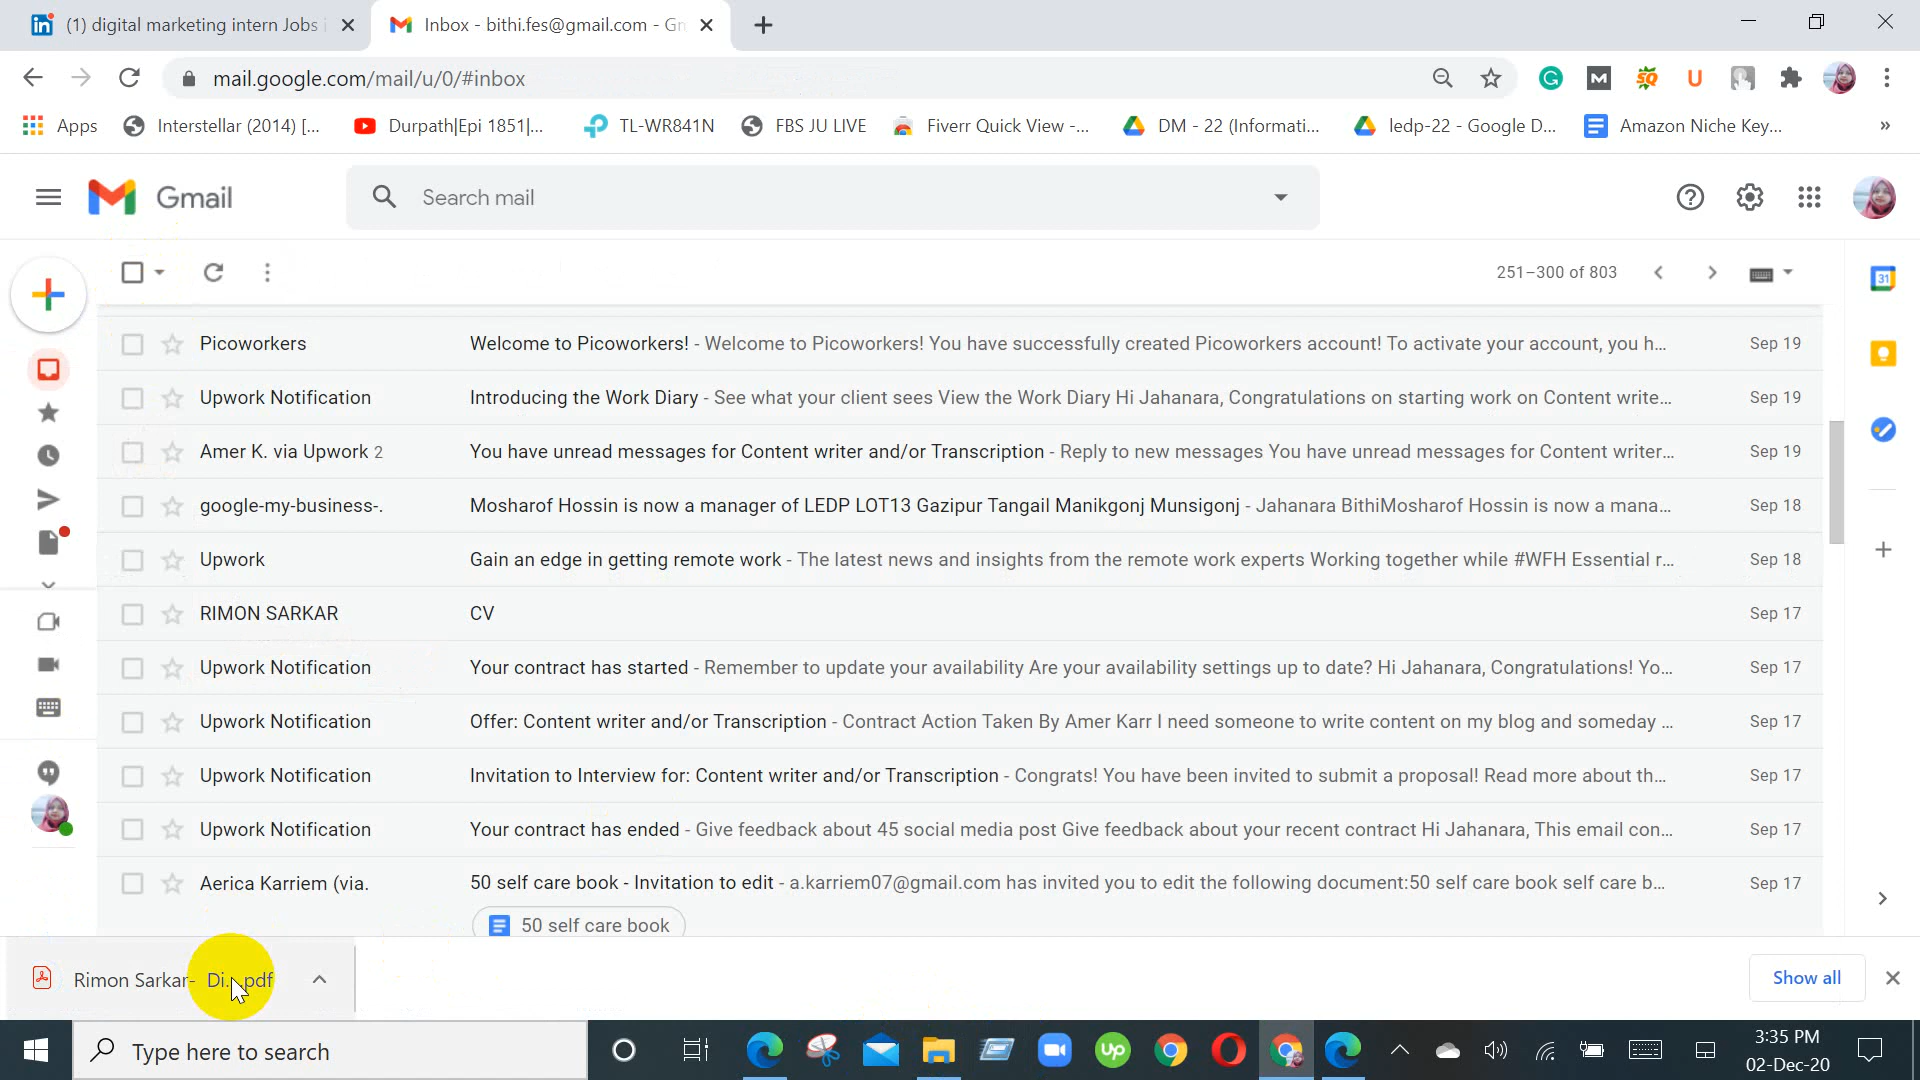 (1) digital marketing intern Jobs
Inbox - bithi.fes@gmail.com - Gm
mail.google.com/mail/u/0/#inbox
Apps
Interstellar (2014) [...
Durpath|Epi 1851|...
TL-WR841N
FBS JU LIVE
Fiverr Quick View -...
DM - 22 (Informati...
ledp-22 - Google D...
Amazon Niche Key...
»
Gmail
Search mail
251–300 of 803
31
Picoworkers Welcome to Picoworkers! - Welcome to Picoworkers! You have successfully created Picoworkers account! To activate your account, you h... Sep 19
Upwork Notification Introducing the Work Diary - See what your client sees View the Work Diary Hi Jahanara, Congratulations on starting work on Content write... Sep 19
Amer K. via Upwork 2 You have unread messages for Content writer and/or Transcription - Reply to new messages You have unread messages for Content writer... Sep 19
google-my-business-. Mosharof Hossin is now a manager of LEDP LOT13 Gazipur Tangail Manikgonj Munsigonj - Jahanara BithiMosharof Hossin is now a mana... Sep 18
Upwork Gain an edge in getting remote work - The latest news and insights from the remote work experts Working together while #WFH Essential r... Sep 18
RIMON SARKAR CV Sep 17
Upwork Notification Your contract has started - Remember to update your availability Are your availability settings up to date? Hi Jahanara, Congratulations! Yo... Sep 17
Upwork Notification Offer: Content writer and/or Transcription - Contract Action Taken By Amer Karr I need someone to write content on my blog and someday ... Sep 17
Upwork Notification Invitation to Interview for: Content writer and/or Transcription - Congrats! You have been invited to submit a proposal! Read more about th... Sep 17
Upwork Notification Your contract has ended - Give feedback about 45 social media post Give feedback about your recent contract Hi Jahanara, This email con... Sep 17
Aerica Karriem (via. 50 self care book - Invitation to edit - a.karriem07@gmail.com has invited you to edit the following document:50 self care book self care b... Sep 17
50 self care book
Rimon Sarkar- Di....pdf
Show all
Type here to search
up
3:35 PM
02-Dec-20